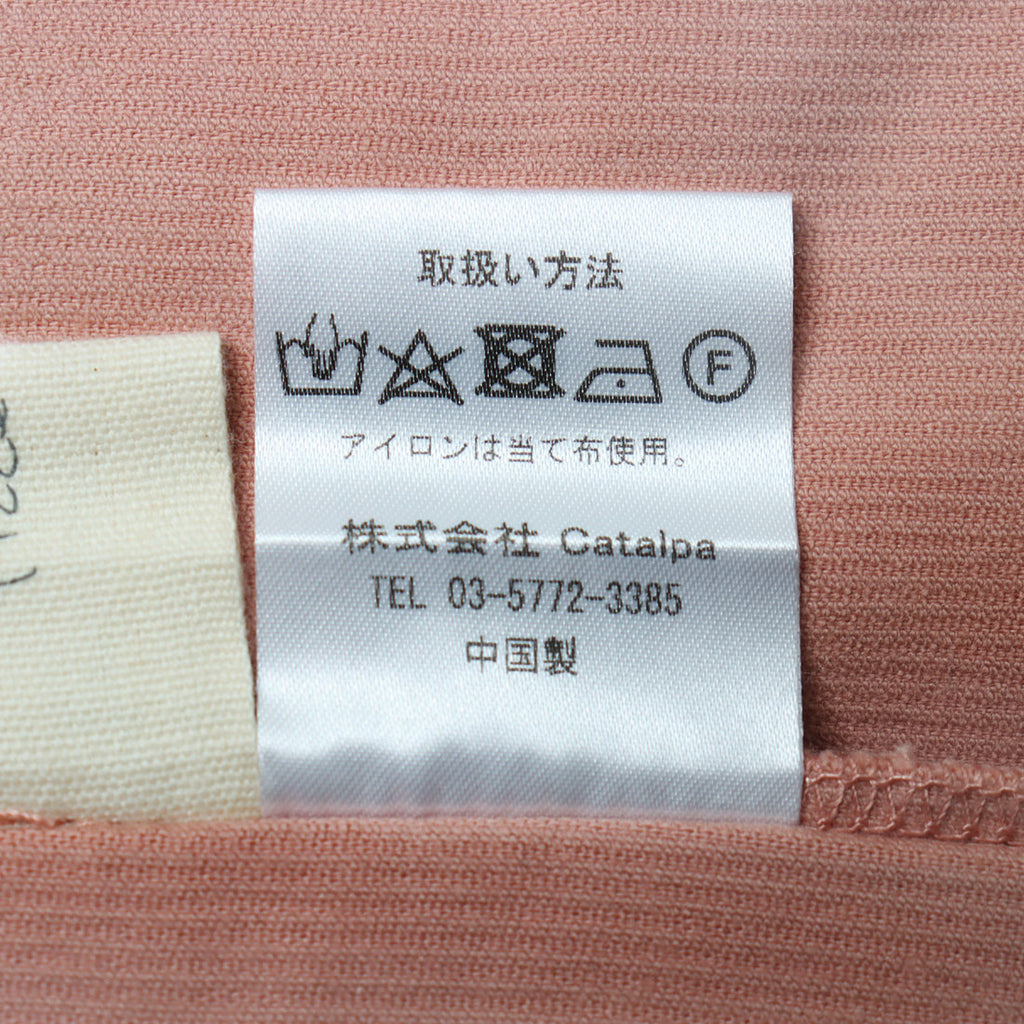 取扱い方法
F
アイロンは当て布使用。
株式会社 Catalpa
TEL 03-5772-3385
中国製